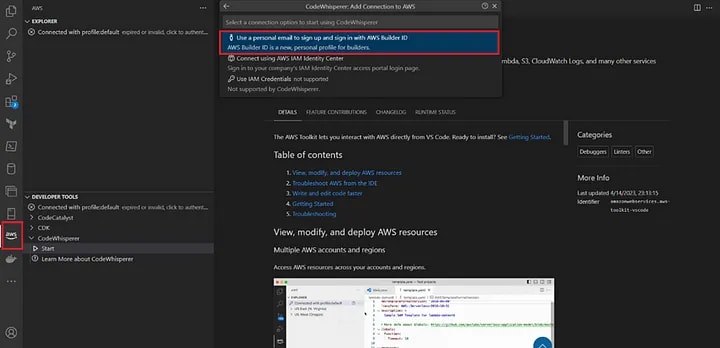 AWS
CodeWhisperer: Add Connection to AWS
Select a connection option to start using CodeWhisperer
Use a personal email to sign up and sign in with AWS Builder ID
AWS Builder ID is a new, personal profile for builders.
Connect using AWS IAM Identity Center
Sign in to your company's IAM Identity Center access portal login page.
Use IAM Credentials not supported
Not supported by CodeWhisperer.
EXPLORER
Connected with profile:default expired or invalid, click to authent...
mbda, S3, CloudWatch Logs, and many other services
DETAILS FEATURE CONTRIBUTIONS CHANGELOG RUNTIME STATUS
The AWS Toolkit lets you interact with AWS directly from VS Code. Ready to install? See Getting Started.
Table of contents
1. View, modify, and deploy AWS resources
2. Troubleshoot AWS from the IDE
3. Write and edit code faster
4. Getting Started
5. Troubleshooting
View, modify, and deploy AWS resources
Multiple AWS accounts and regions
Access AWS resources across your accounts and regions.
Categories
Debuggers Linters Other
More Info
Last updated 4/14/2023, 23:13:15
Identifier amazonwebservices.aws-
toolkit-vscode
DEVELOPER TOOLS
Connected with profile:default expired or invalid, click to authent...
CodeCatalyst
CDK
CodeWhisperer
Start
Learn More about CodeWhisperer
aws
EXPLORER
Connected with profile:default